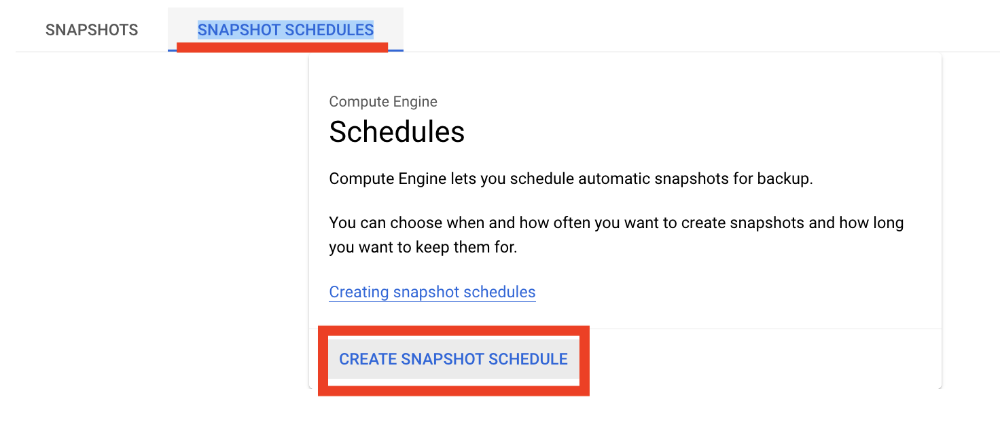 SNAPSHOTS
SNAPSHOT SCHEDULES
Compute Engine
Schedules
Compute Engine lets you schedule automatic snapshots for backup.
You can choose when and how often you want to create snapshots and how long
you want to keep them for.
Creating snapshot schedules
CREATE SNAPSHOT SCHEDULE